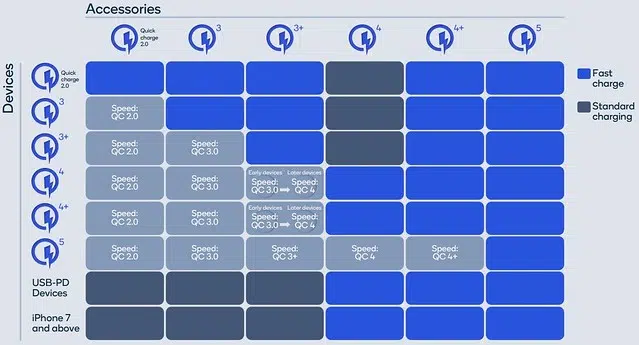 Accessories
Quick
charge
2.0
3
3+
4
4+
5
Fast
charge
Standard
charging
Devices
Quick
charge
2.0
3
Speed:
QC 2.0
3+
Speed:
QC 2.0
Speed:
QC 3.0
4
Speed:
QC 2.0
Speed:
QC 3.0
Early devices Later devices
Speed: Speed:
QC 3.0 ➡ QC 4
4+
Speed:
QC 2.0
Speed:
QC 3.0
Early devices Later devices
Speed: Speed:
QC 3.0 ➡ QC 4
5
Speed:
QC 2.0
Speed:
QC 3.0
Speed:
QC 3+
Speed:
QC 4
Speed:
QC 4+
USB-PD
Devices
iPhone 7
and above